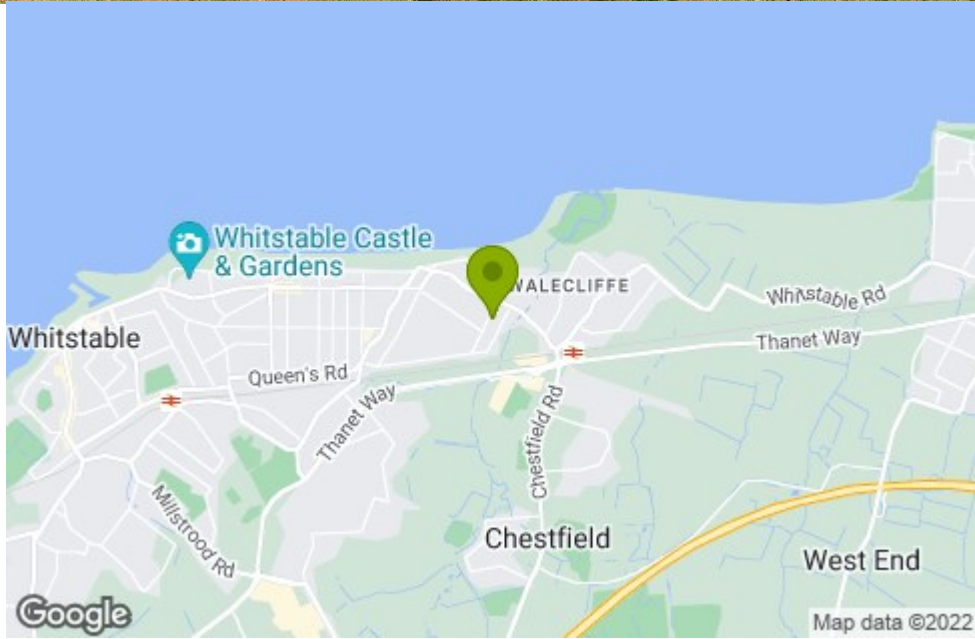 Whitstable Castle
& Gardens
WALECLIFFE
Whitstable Rd
Whitstable
Thanet Way
Queen's Rd
Thanet Way
Chestfield Rd
Millstrood Rd
Chestfield
West End
Google
Map data ©2022